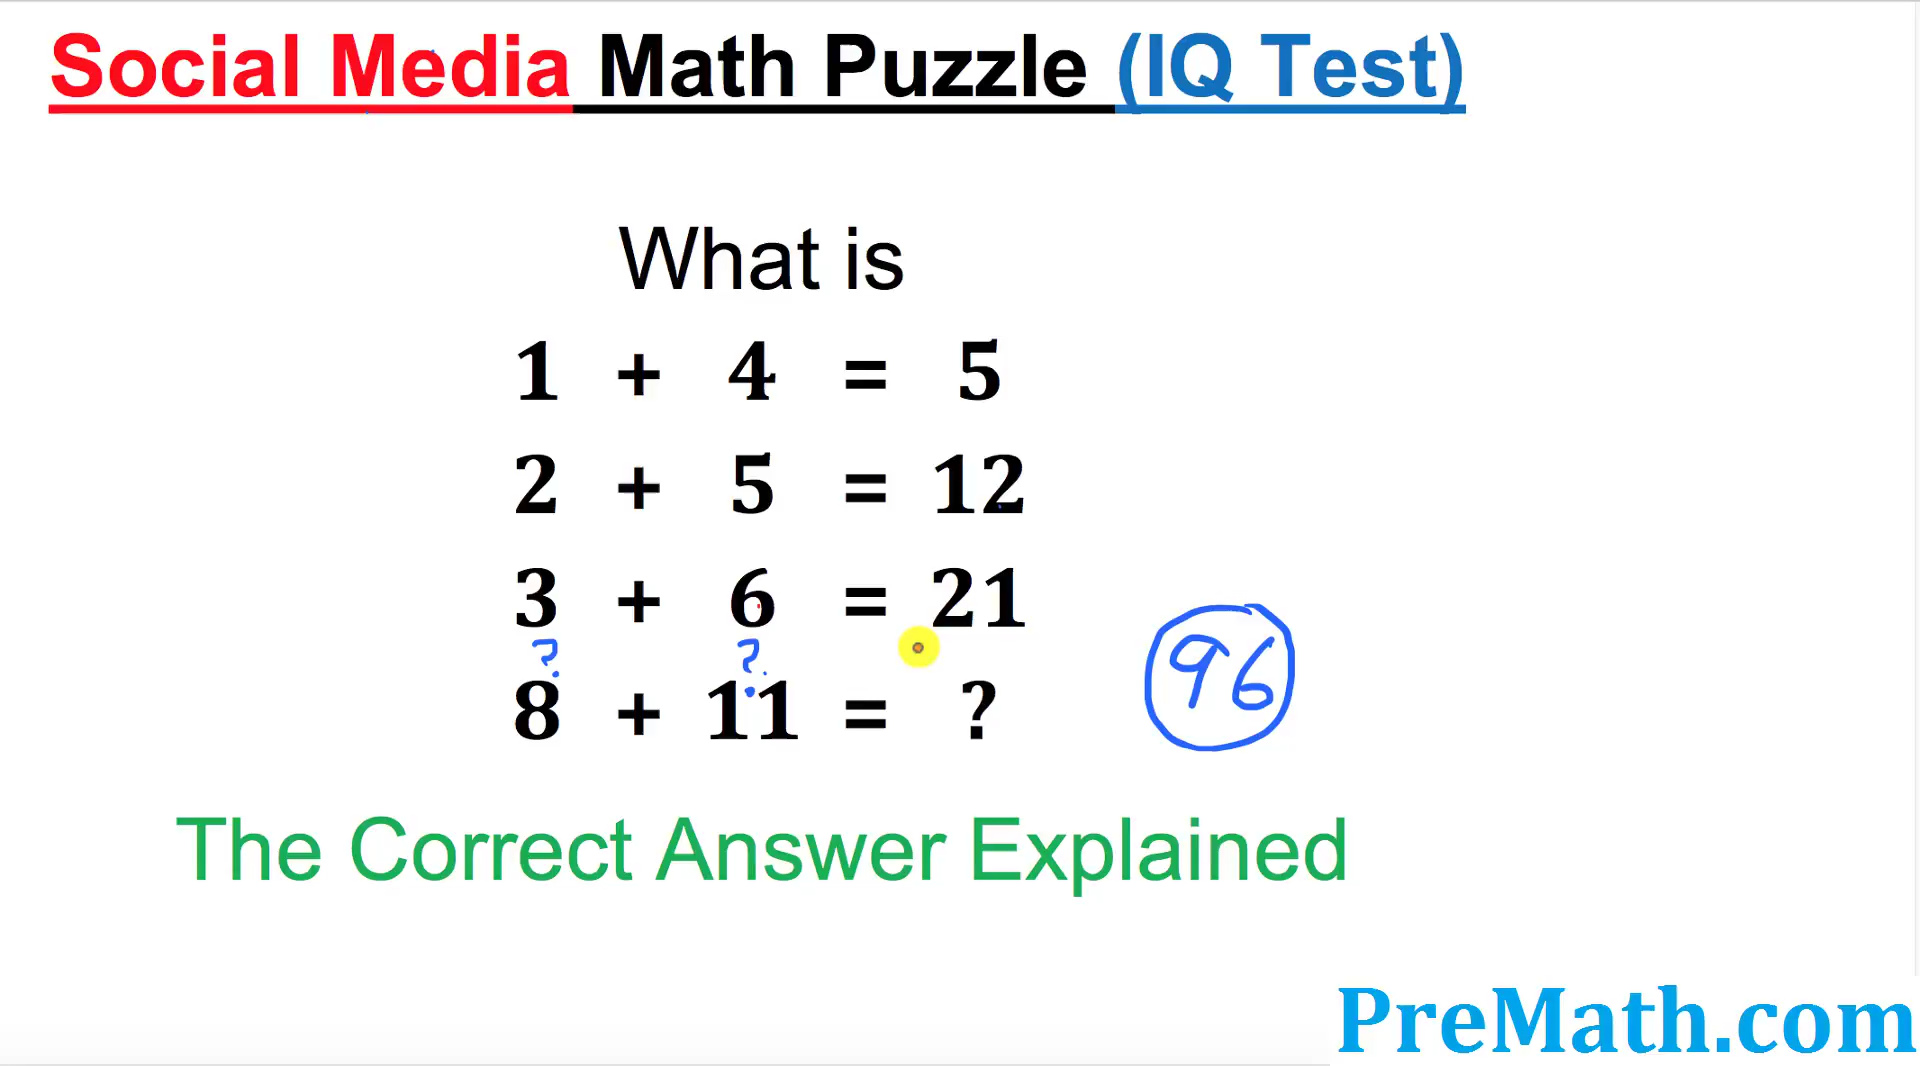 Social Media Math Puzzle (IQ Test)
What is
1 + 4 = 5
2 + 5 = 12
3 + 6 = 21
? ?
8 + 11 = ?
96
The Correct Answer Explained
PreMath.com